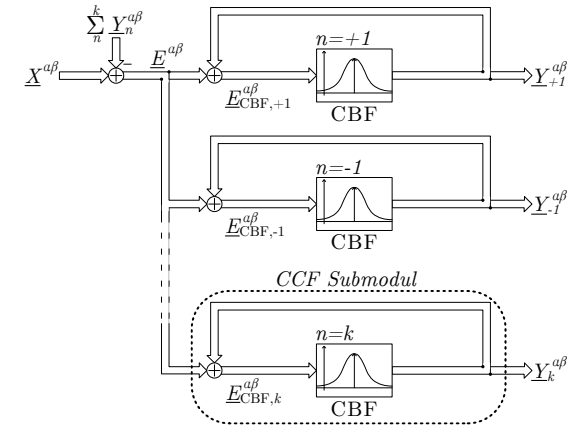 k
∑ Y̲ₙ^αβ
n
−
X̲^αβ
E̲^αβ
n=+1
E̲^αβ_CBF,+1
CBF
Y̲^αβ_+1
n=-1
E̲^αβ_CBF,-1
CBF
Y̲^αβ_-1
CCF Submodul
n=k
E̲^αβ_CBF,k
CBF
Y̲^αβ_k